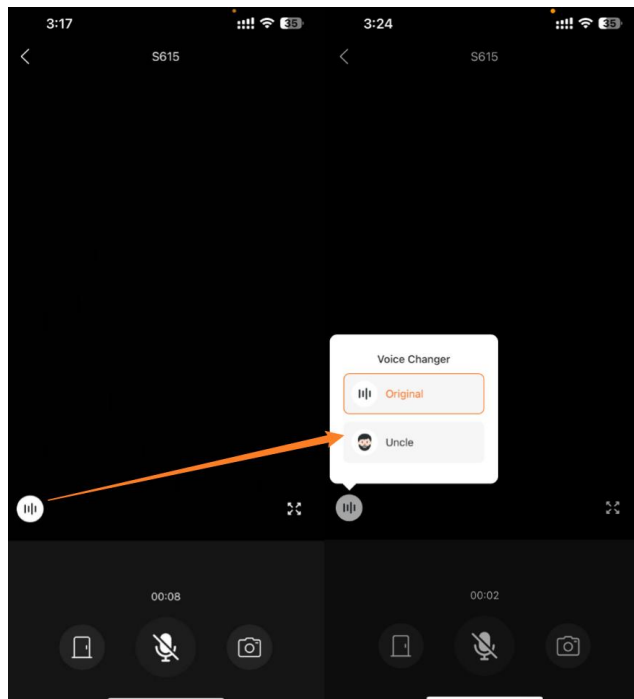 3:17
35
S615
00:08
3:24
35
S615
Voice Changer
Original
Uncle
00:02